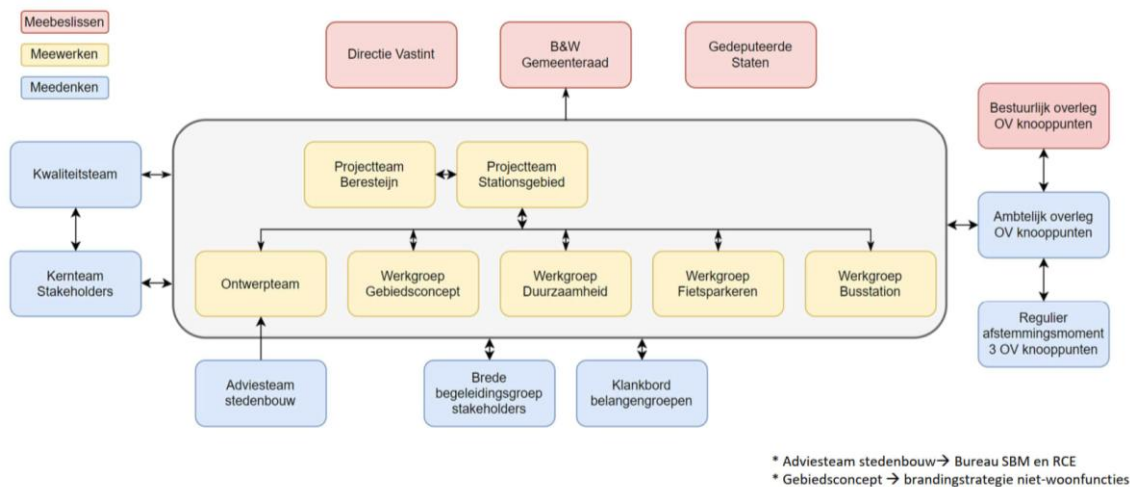 Meebeslissen
Meewerken
Meedenken
Directie Vastint
B&W
Gemeenteraad
Gedeputeerde
Staten
Bestuurlijk overleg
OV knooppunten
Kwaliteitsteam
Projectteam
Beresteijn
Projectteam
Stationsgebied
Ambtelijk overleg
OV knooppunten
Kernteam
Stakeholders
Ontwerpteam
Werkgroep
Gebiedsconcept
Werkgroep
Duurzaamheid
Werkgroep
Fietsparkeren
Werkgroep
Busstation
Regulier
afstemmingsmoment
3 OV knooppunten
Adviesteam
stedenbouw
Brede
begeleidingsgroep
stakeholders
Klankbord
belangengroepen
* Adviesteam stedenbouw→ Bureau SBM en RCE
* Gebiedsconcept → brandingstrategie niet-woonfuncties